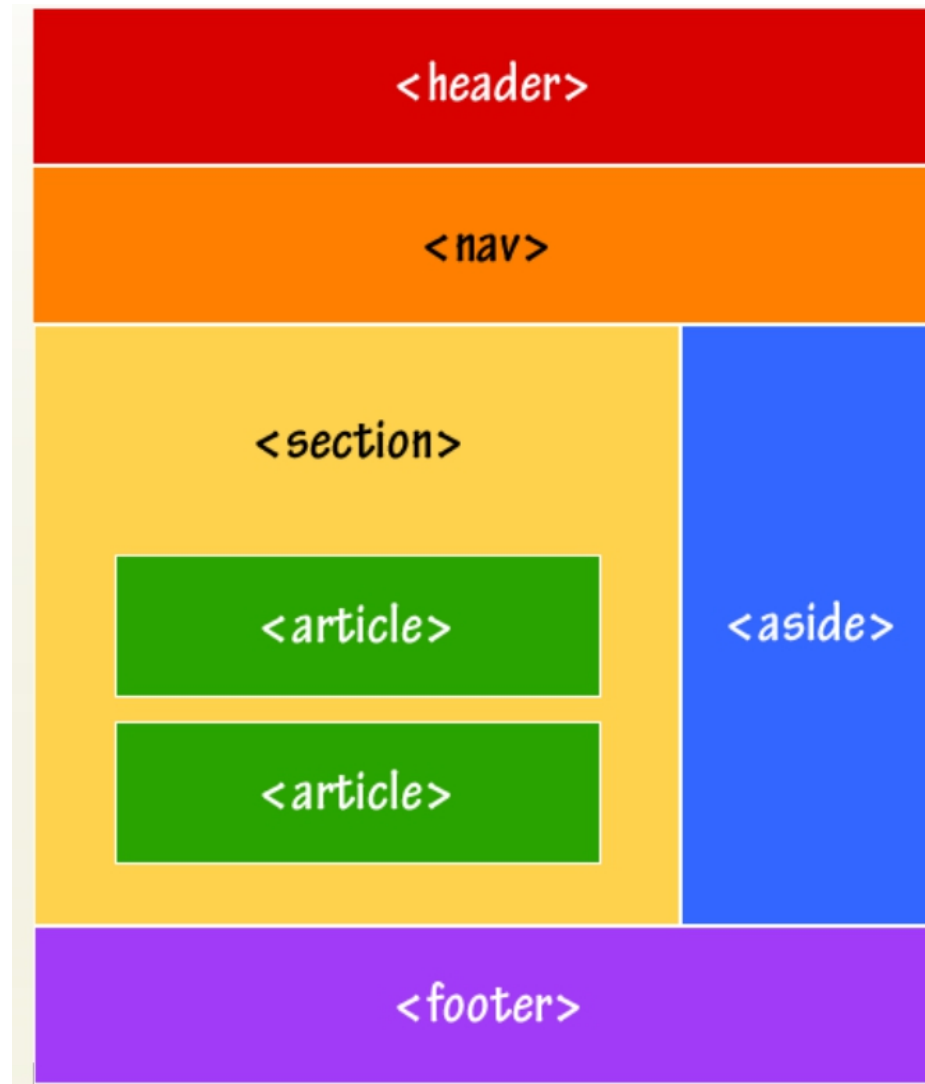 <header>
<nav>
<section>
<article>
<aside>
<article>
<footer>